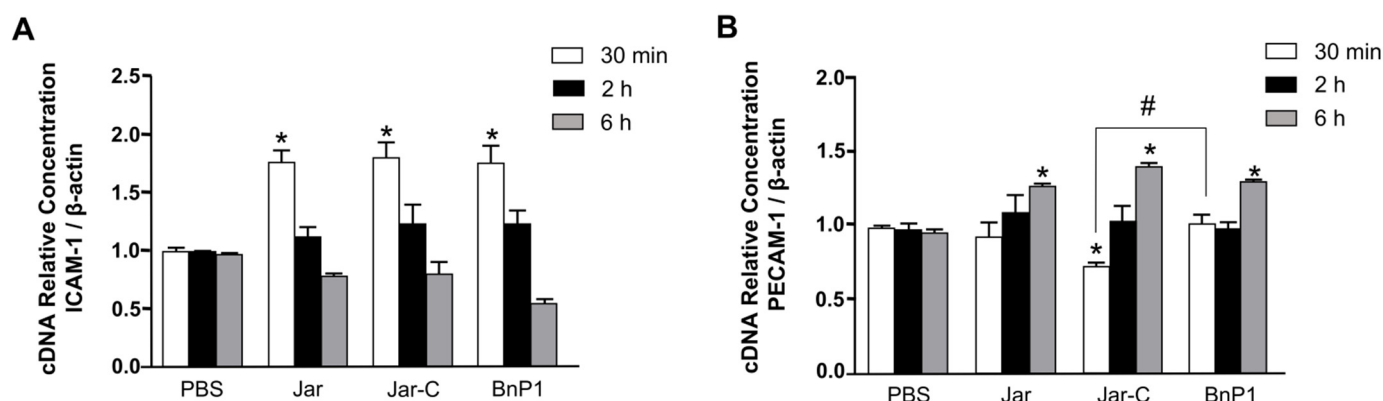 A
cDNA Relative Concentration
ICAM-1 / β-actin
2.5
2.0
1.5
1.0
0.5
0.0
*
*
*
PBS
Jar
Jar-C
BnP1
30 min
2 h
6 h
B
cDNA Relative Concentration
PECAM-1 / β-actin
2.0
1.5
1.0
0.5
0.0
#
*
*
*
*
PBS
Jar
Jar-C
BnP1
30 min
2 h
6 h